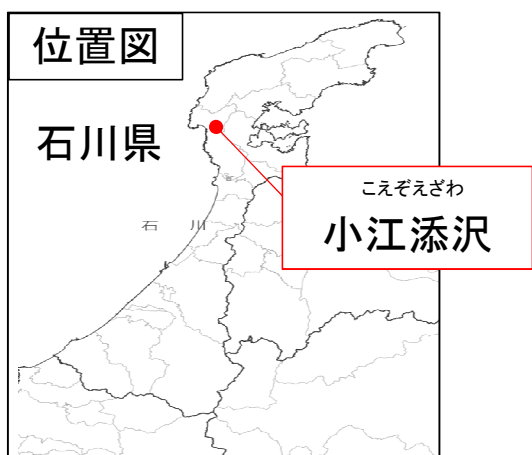 位置図
石川県
こえぞえざわ
小江添沢
石 川